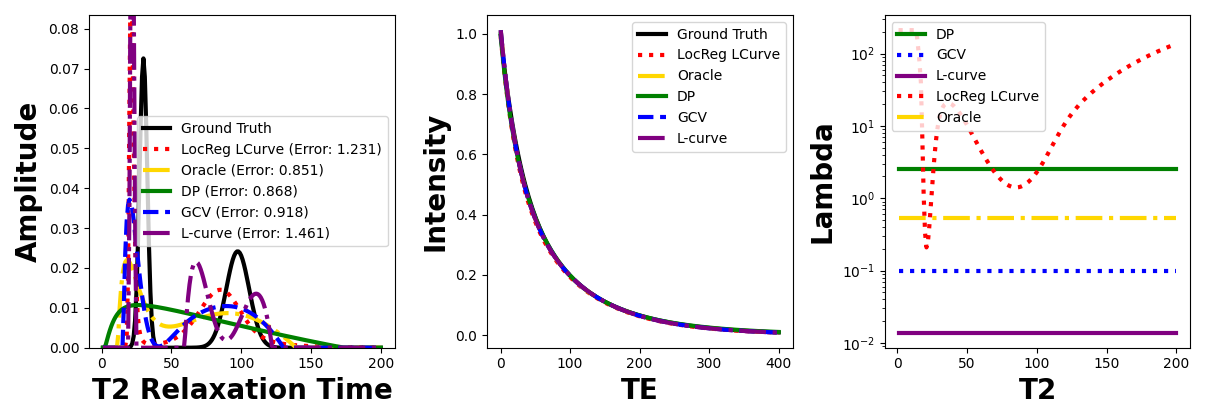 Amplitude
0.08
0.07
0.06
0.05
0.04
0.03
0.02
0.01
0.00
Ground Truth
LocReg LCurve (Error: 1.231)
Oracle (Error: 0.851)
DP (Error: 0.868)
GCV (Error: 0.918)
L-curve (Error: 1.461)
0 50 100 150 200
T2 Relaxation Time
Intensity
1.0
0.8
0.6
0.4
0.2
0.0
Ground Truth
LocReg LCurve
Oracle
DP
GCV
L-curve
0 100 200 300 400
TE
Lambda
10²
10¹
10⁰
10⁻¹
10⁻²
DP
GCV
L-curve
LocReg LCurve
Oracle
0 50 100 150 200
T2